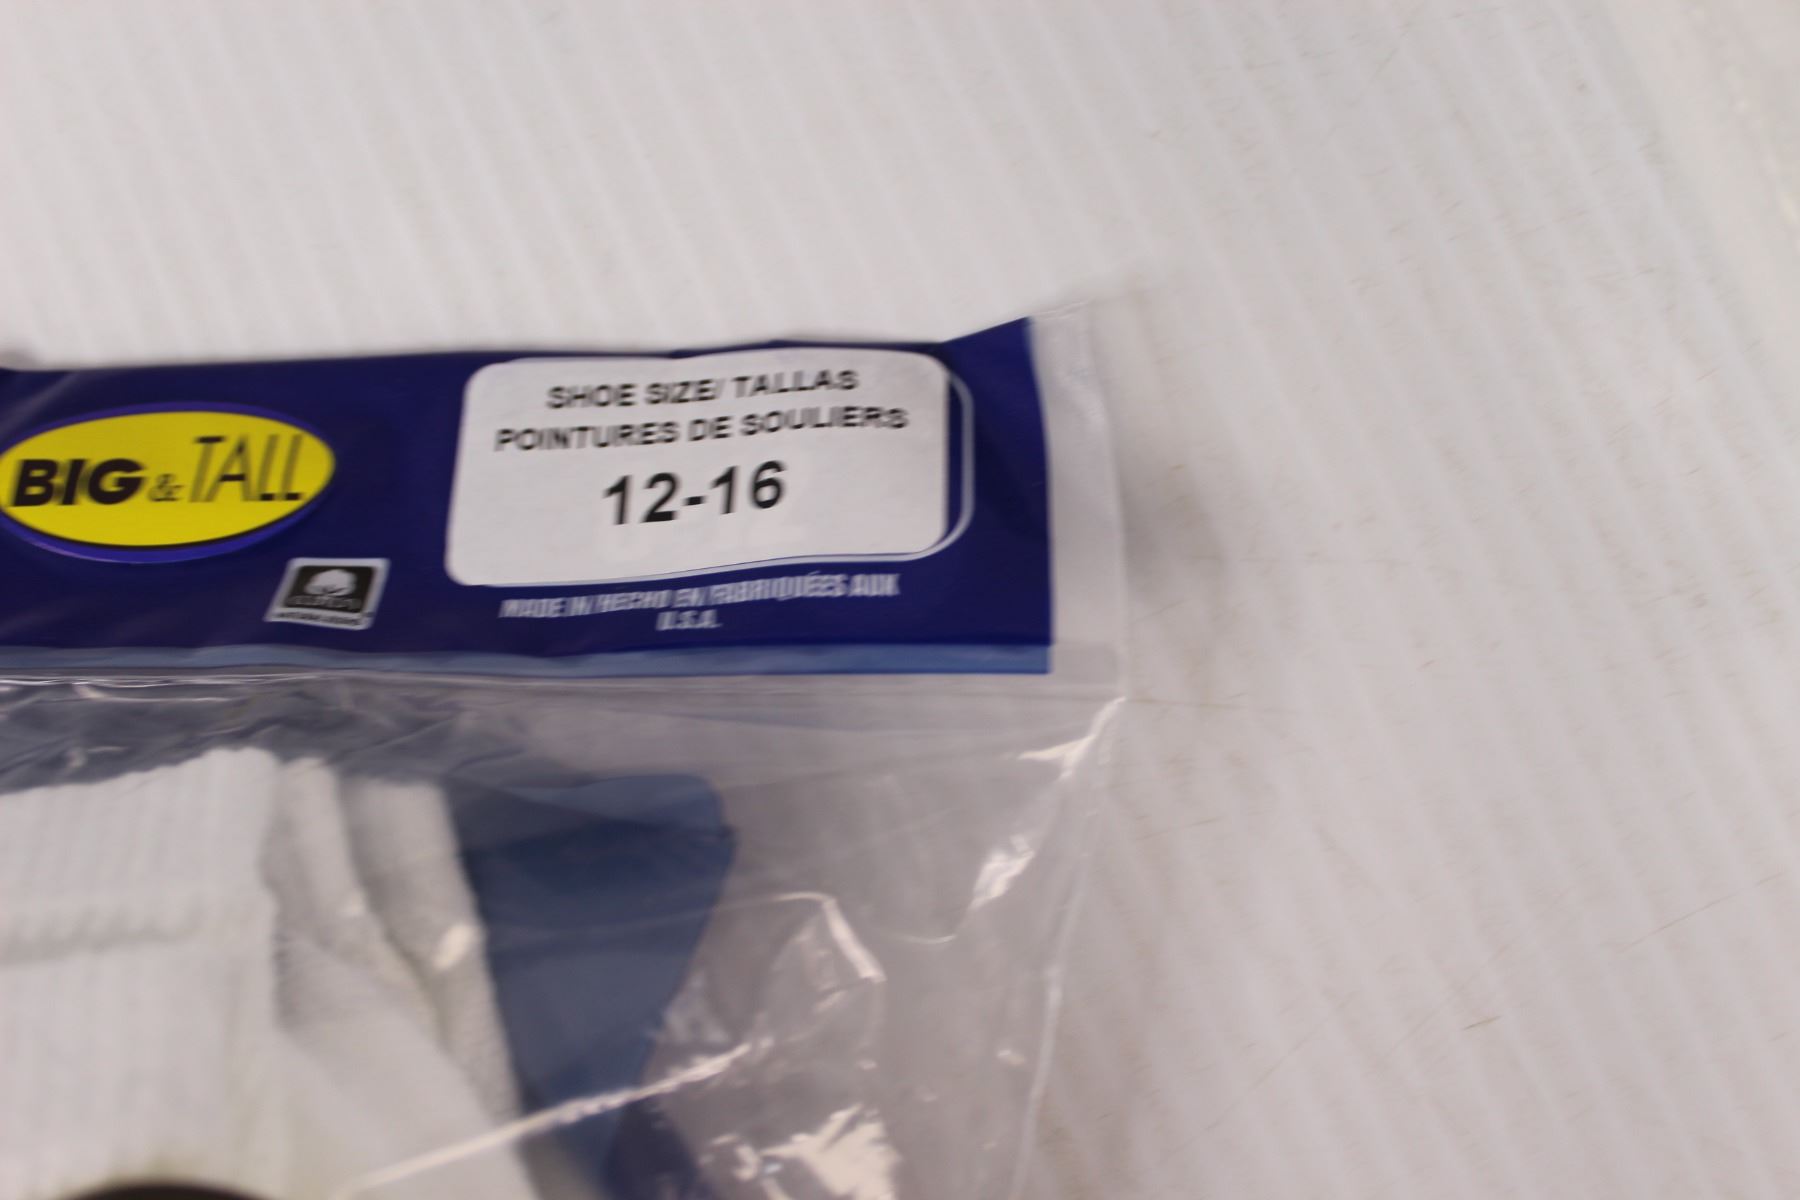 BIG & TALL
SHOE SIZE/ TALLAS
POINTURES DE SOULIERS
12-16
MADE IN/HECHO EN/FABRIQUÉES AUX
U.S.A.